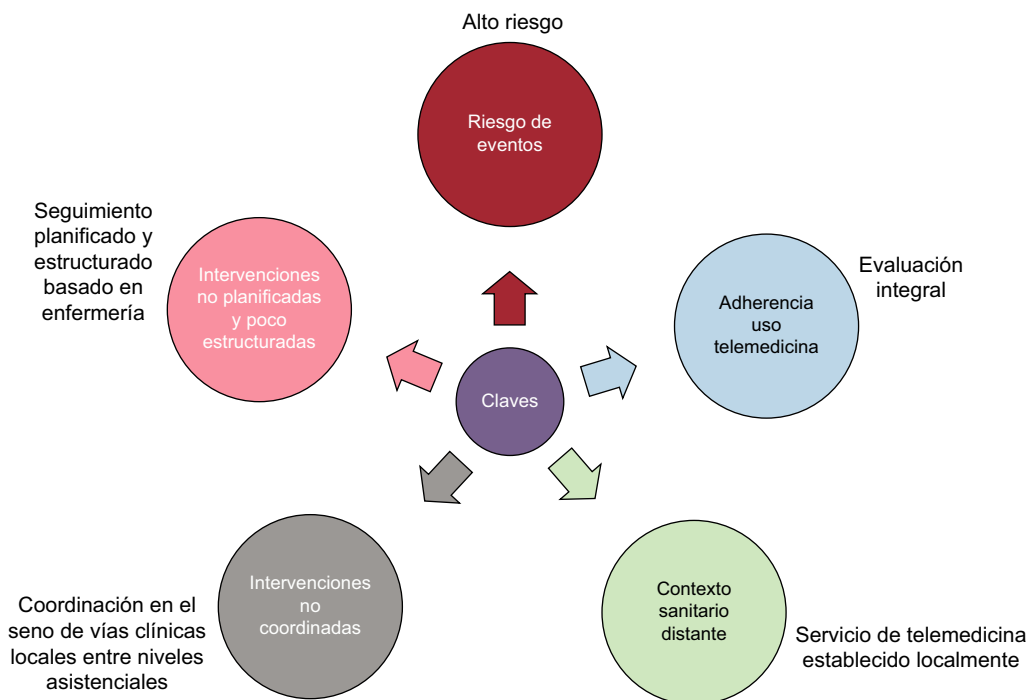 Alto riesgo
Riesgo de
eventos
Seguimiento
planificado y
estructurado
basado en
enfermería
Intervenciones
no planificadas
y poco
estructuradas
Evaluación
integral
Adherencia
uso
telemedicina
Claves
Coordinación en el
seno de vías clínicas
locales entre niveles
asistenciales
Intervenciones
no
coordinadas
Contexto
sanitario
distante
Servicio de telemedicina
establecido localmente